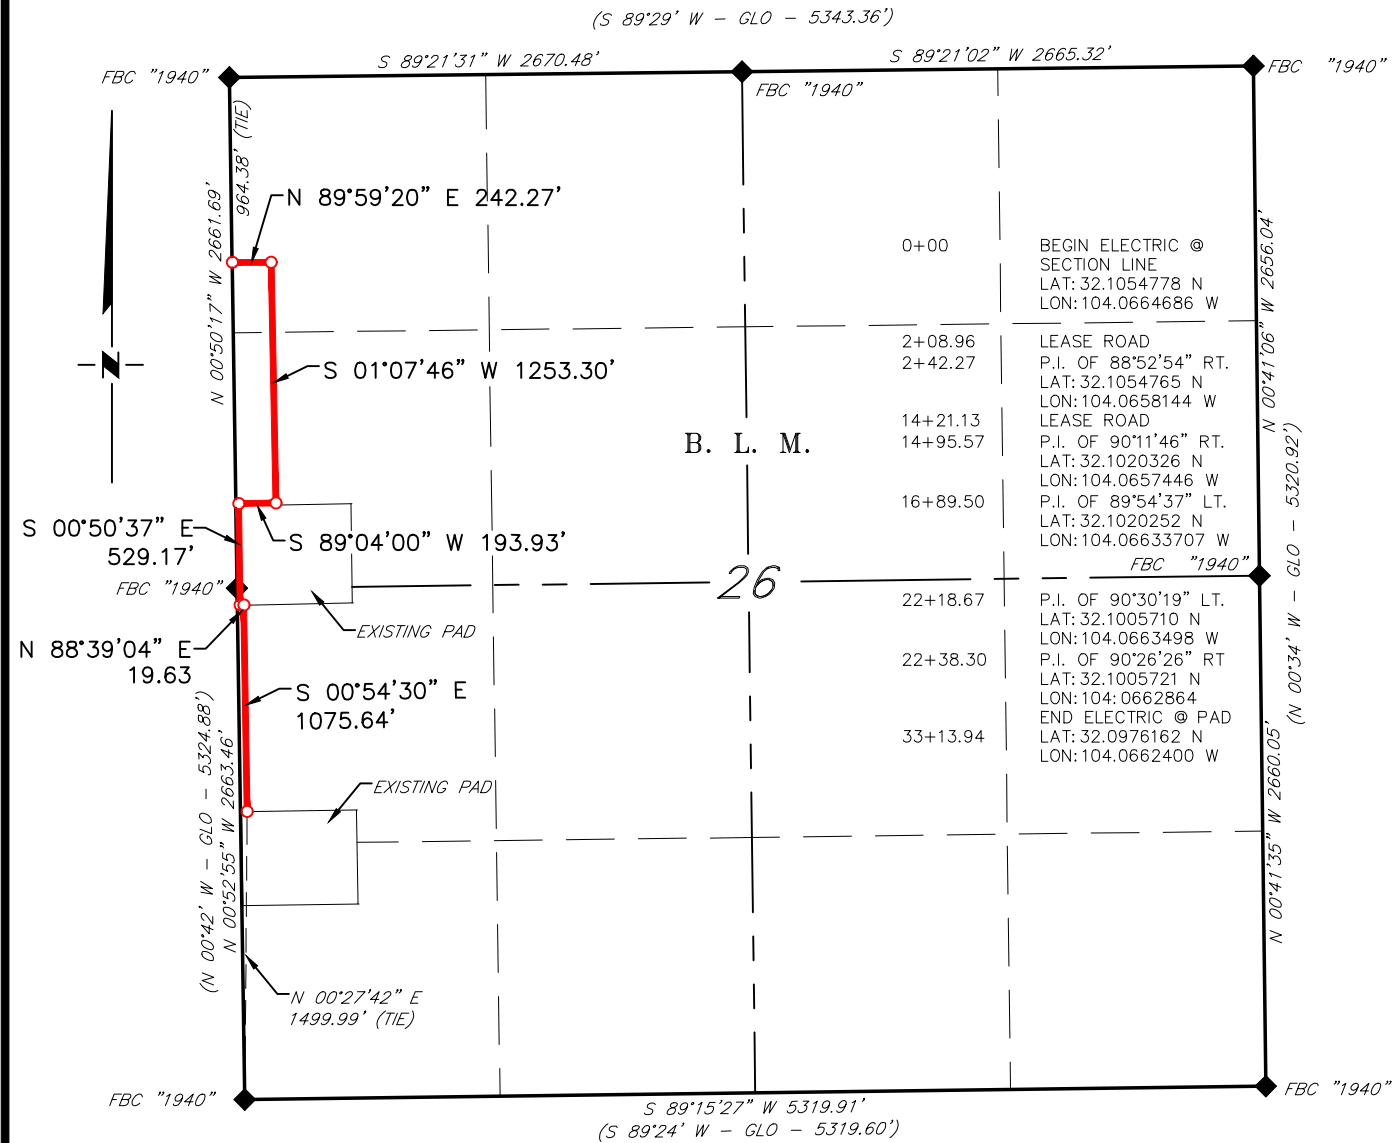 (S 89°29' W - GLO - 5343.36')
S 89°21'31" W 2670.48'
S 89°21'02" W 2665.32'
FBC "1940"
FBC "1940"
FBC "1940"
964.38' (TIE)
N 00°50'17" W 2661.69'
N 89°59'20" E 242.27'
S 01°07'46" W 1253.30'
N
B. L. M.
0+00 BEGIN ELECTRIC @
SECTION LINE
LAT: 32.1054778 N
LON: 104.0664686 W
2+08.96 LEASE ROAD
2+42.27 P.I. OF 88°52'54" RT.
LAT: 32.1054765 N
LON: 104.0658144 W
14+21.13 LEASE ROAD
14+95.57 P.I. OF 90°11'46" RT.
LAT: 32.1020326 N
LON: 104.0657446 W
16+89.50 P.I. OF 89°54'37" LT.
LAT: 32.1020252 N
LON: 104.06633707 W
N 00°41'06" W 2656.04'
(N 00°34' W - GLO - 5320.92')
S 00°50'37" E
529.17'
S 89°04'00" W 193.93'
FBC "1940"
FBC "1940"
26
EXISTING PAD
N 88°39'04" E
19.63
22+18.67 P.I. OF 90°30'19" LT.
LAT: 32.1005710 N
LON: 104.0663498 W
22+38.30 P.I. OF 90°26'26" RT
LAT: 32.1005721 N
LON: 104:0662864
END ELECTRIC @ PAD
33+13.94 LAT: 32.0976162 N
LON: 104.0662400 W
S 00°54'30" E
1075.64'
EXISTING PAD
(N 00°42' W - GLO - 5324.88')
N 00°52'55" W 2663.46'
N 00°41'35" W 2660.05'
N 00°27'42" E
1499.99' (TIE)
FBC "1940"
FBC "1940"
S 89°15'27" W 5319.91'
(S 89°24' W - GLO - 5319.60')